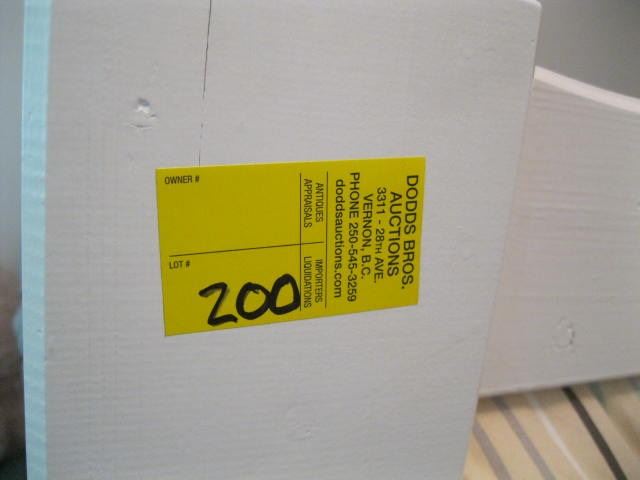 DODDS BROS.
AUCTIONS
3311 - 28TH AVE.
VERNON, B.C.
PHONE 250-545-3259
doddsauctions.com
ANTIQUES IMPORTERS
APPRAISALS LIQUIDATIONS
OWNER #
LOT #
200